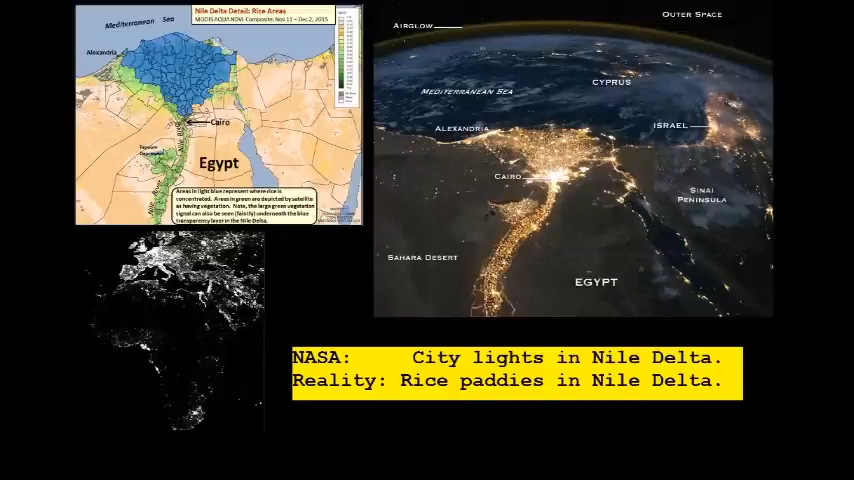 Nile Delta Detail: Rice Areas
MODIS AQUA NDVI Composite: Nov 11 – Dec 2, 2015
Mediterranean Sea
Alexandria
Cairo
Egypt
Areas in light blue represent where rice is
concentrated. Areas in green are depicted by satellite
as having vegetation. Note, the large green vegetation
signal can also be seen (faintly) underneath the blue
transparency layer in the Nile Delta.
AIRGLOW
OUTER SPACE
CYPRUS
MEDITERRANEAN SEA
ALEXANDRIA
ISRAEL
CAIRO
SINAI
PENINSULA
SAHARA DESERT
EGYPT
NASA: City lights in Nile Delta.
Reality: Rice paddies in Nile Delta.